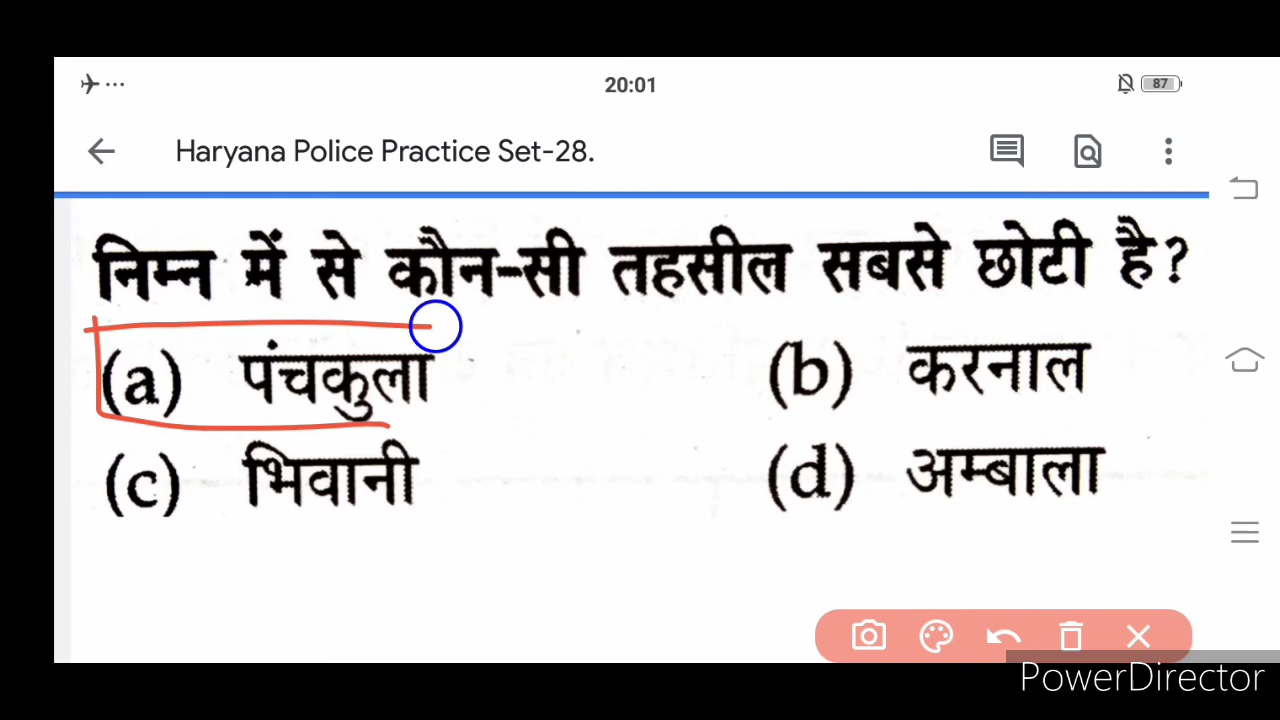 20:01
87
Haryana Police Practice Set-28.
निम्न में से कौन-सी तहसील सबसे छोटी है?
(a) पंचकुला (b) करनाल
(c) भिवानी (d) अम्बाला
PowerDirector